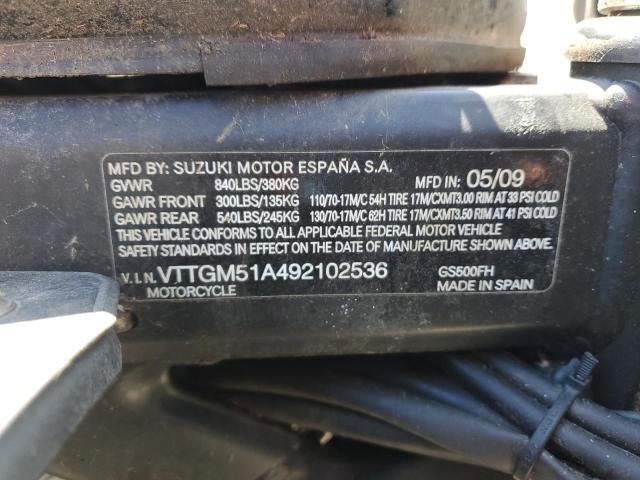 MFD BY: SUZUKI MOTOR ESPAÑA S.A.
GVWR 840LBS/380KG MFD IN: 05/09
GAWR FRONT 300LBS/135KG 110/70-17M/C 54H TIRE 17M/CXMT3.00 RIM AT 33 PSI COLD
GAWR REAR 540LBS/245KG 130/70-17M/C 62H TIRE 17M/CXMT3.50 RIM AT 41 PSI COLD
THIS VEHICLE CONFORMS TO ALL APPLICABLE FEDERAL MOTOR VEHICLE
SAFETY STANDARDS IN EFFECT ON THE DATE OF MANUFACTURE SHOWN ABOVE.
V.I.N. VTTGM51A492102536 GS500FH
MOTORCYCLE MADE IN SPAIN